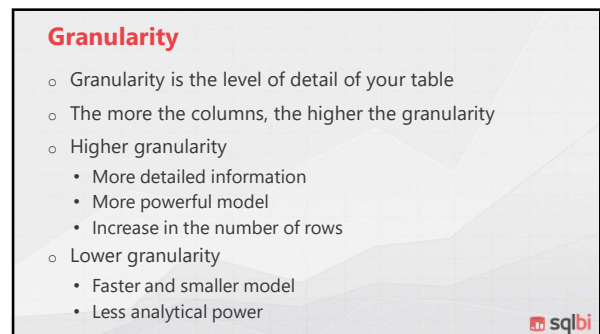 Granularity
o Granularity is the level of detail of your table
o The more the columns, the higher the granularity
o Higher granularity
• More detailed information
• More powerful model
• Increase in the number of rows
o Lower granularity
• Faster and smaller model
• Less analytical power
sqlbi